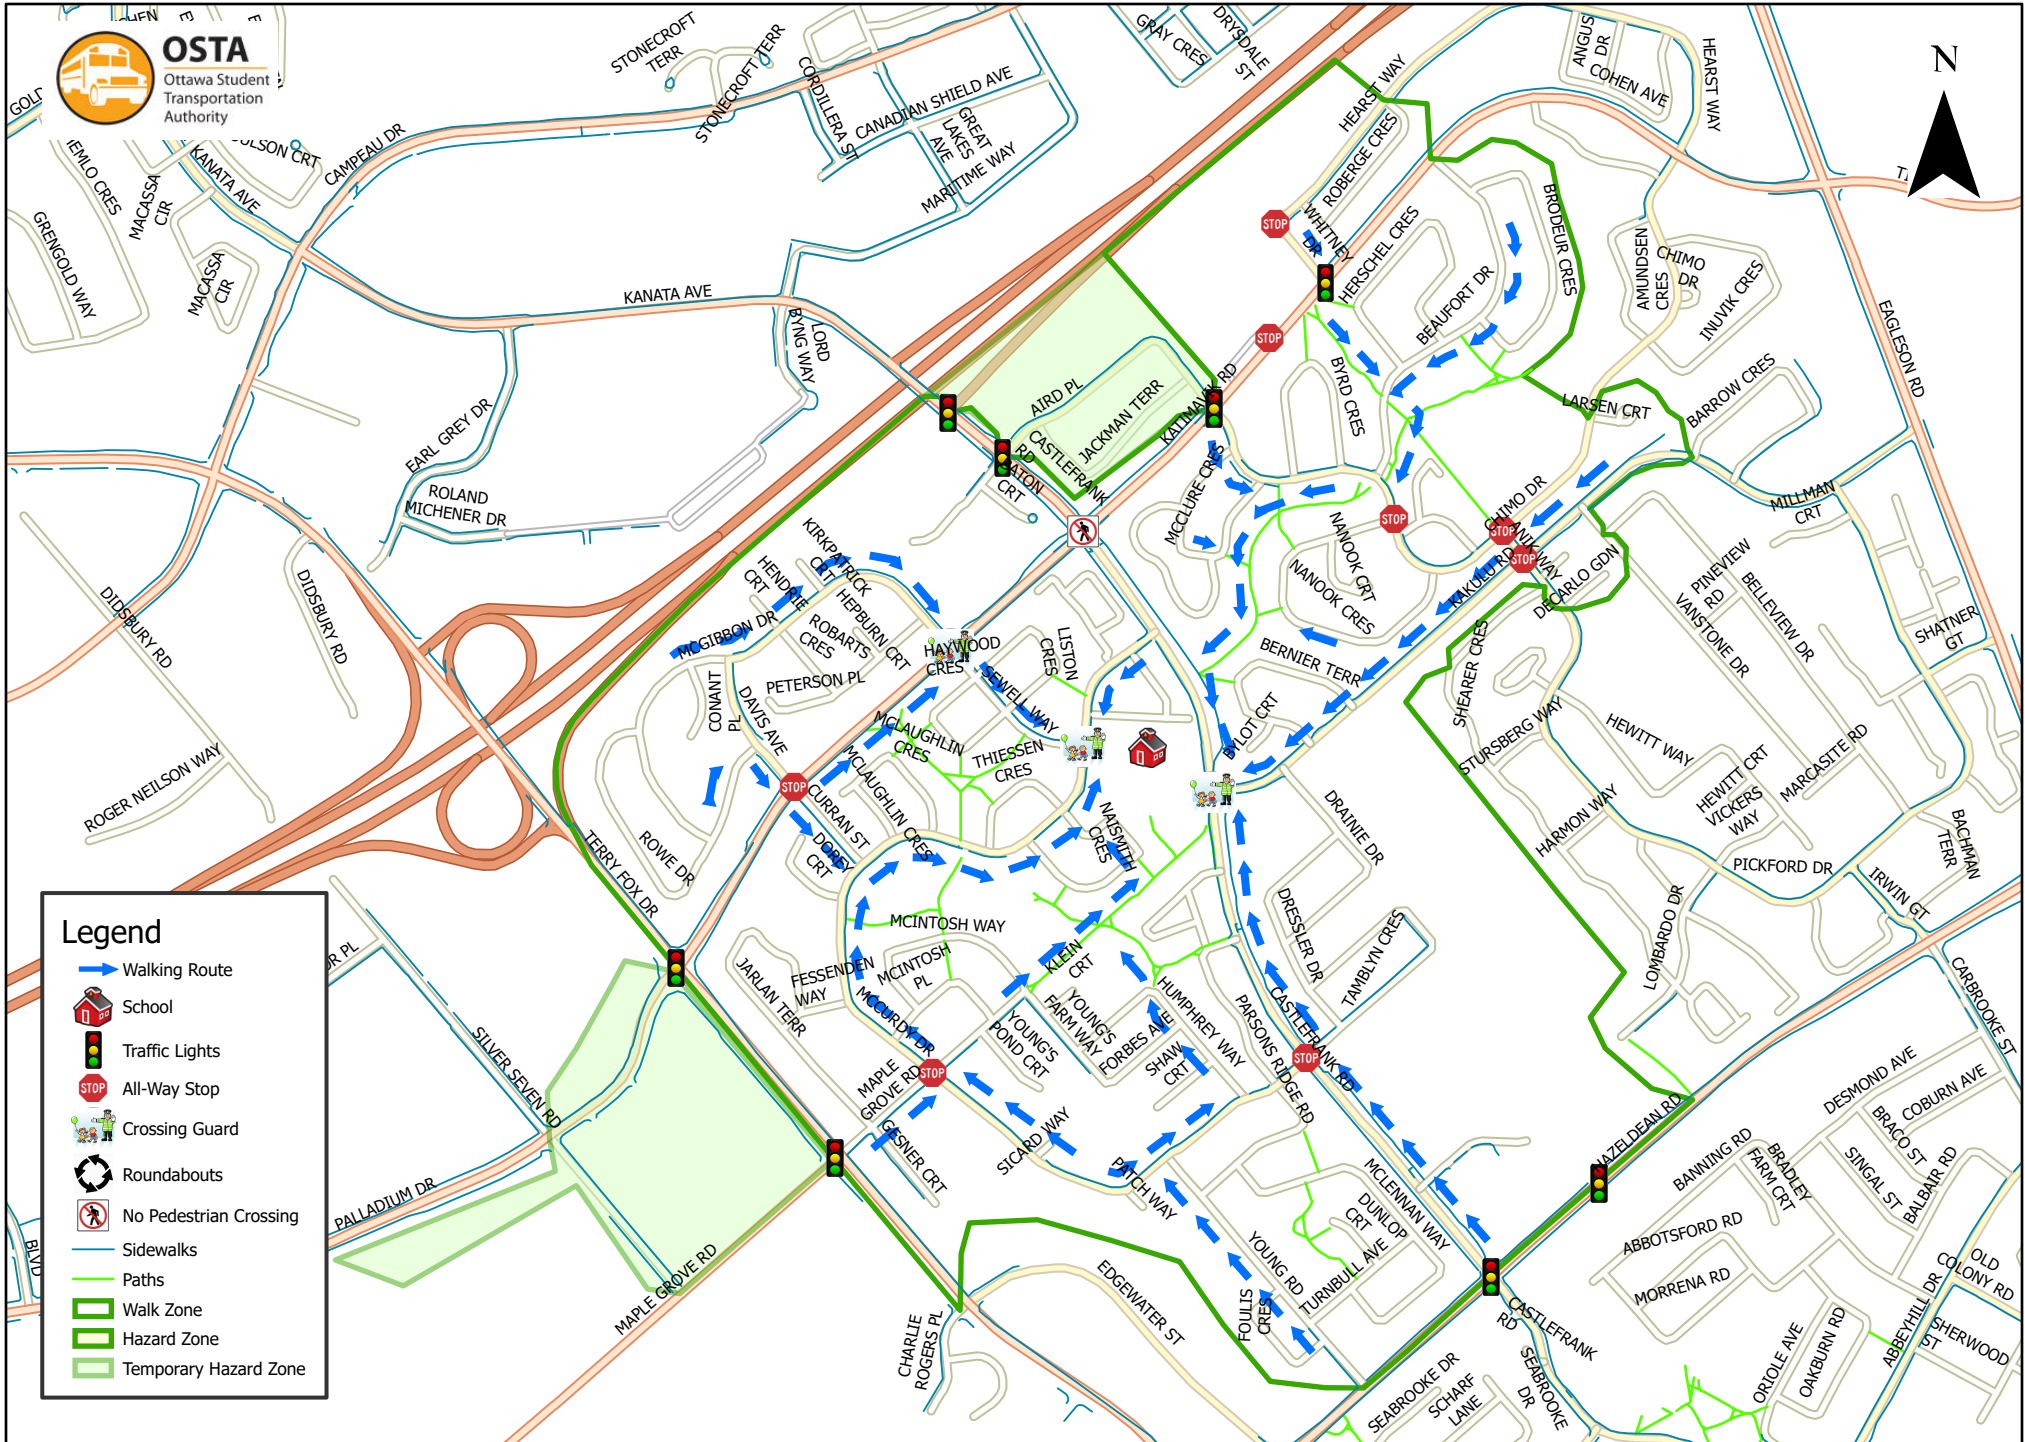 OSTA
Ottawa Student
Transportation
Authority
N
STONECROFT
TERR
STONECROFT TERR
CORDILLERA ST
CANADIAN SHIELD AVE
GREAT
LAKES
AVE
MARITIME WAY
GRAY CRES
DRYSDALE
ST
HEARST WAY
ANGUS
DR
COHEN AVE
HEARST WAY
CAMPEAU DR
KANATA AVE
MACASSA
CIR
MACASSA
CIR
GRENGOLD WAY
KANATA AVE
LORD
BYNG WAY
EARL GREY DR
ROLAND
MICHENER DR
DIDSBURY RD
DIDSBURY RD
ROGER NEILSON WAY
ROBERGE CRES
WHITNEY
DR
HERSCHEL CRES
BEAUFORT DR
BRODEUR CRES
AMUNDSEN
CRES
CHIMO
DR
INUVIK CRES
EAGLESON RD
BYRD CRES
LARSEN CRT
BARROW CRES
MILLMAN
CRT
AIRD PL
JACKMAN TERR
CASTLEFRANK
RD
KATIMAVIK RD
MCCLURE CRES
NANOOK CRT
NANOOK CRES
CHIMO DR
ANIK WAY
KAKULU RD
DECARLO GDN
PINEVIEW
RD
BELLEVIEW DR
VANSTONE DR
SHATNER
GT
KIRKPATRICK
CRT
HENDRIE
CRT
HEPBURN CRT
ROBARTS
CRES
MCGIBBON DR
PETERSON PL
CONANT
PL
DAVIS AVE
HAYWOOD
CRES
LISTON
CRES
SEWELL WAY
BERNIER TERR
SHEARER CRES
STURSBERG WAY
HEWITT WAY
HEWITT CRT
VICKERS
WAY
MARCASITE RD
HARMON WAY
PICKFORD DR
BACHMAN
TERR
IRWIN GT
MCLAUGHLIN
CRES
THIESSEN
CRES
MCLAUGHLIN CRES
BYLOT CRT
DRAINIE DR
CURRAN ST
DOREY
CRT
NAISMITH
CRES
ROWE DR
TERRY FOX DR
MCINTOSH WAY
MCINTOSH
PL
FESSENDEN
WAY
JARLAN TERR
MCCURDY DR
KLEIN
CRT
YOUNG'S
FARM WAY
YOUNG'S
POND CRT
FORBES AVE
HUMPHREY WAY
SHAW
CRT
PARSONS RIDGE RD
CASTLEFRANK RD
DRESSLER DR
TAMBLYN CRES
LOMBARDO DR
CARBROOKE ST
DESMOND AVE
COBURN AVE
BRACO ST
SINGAL ST
BALBAIR RD
BANNING RD
BRADLEY
FARM CRT
ABBOTSFORD RD
MORRENA RD
HAZELDEAN RD
MAPLE
GROVE RD
GESNER CRT
SICARD WAY
PATCH WAY
MCLENNAN WAY
DUNLOP
CRT
YOUNG RD
TURNBULL AVE
FOULIS
CRES
SILVER SEVEN RD
PALLADIUM DR
MAPLE GROVE RD
CHARLIE
ROGERS PL
EDGEWATER ST
CASTLEFRANK
RD
SEABROOKE DR
SCHARF
LANE
SEABROOKE
DR
ORIOLE AVE
OAKBURN RD
ABBEYHILL DR
OLD
COLONY RD
SHERWOOD
ST
BLVD
STOP
STOP
STOP
STOP
STOP
STOP
STOP
STOP
Legend
Walking Route
School
Traffic Lights
STOP
All-Way Stop
Crossing Guard
Roundabouts
No Pedestrian Crossing
Sidewalks
Paths
Walk Zone
Hazard Zone
Temporary Hazard Zone